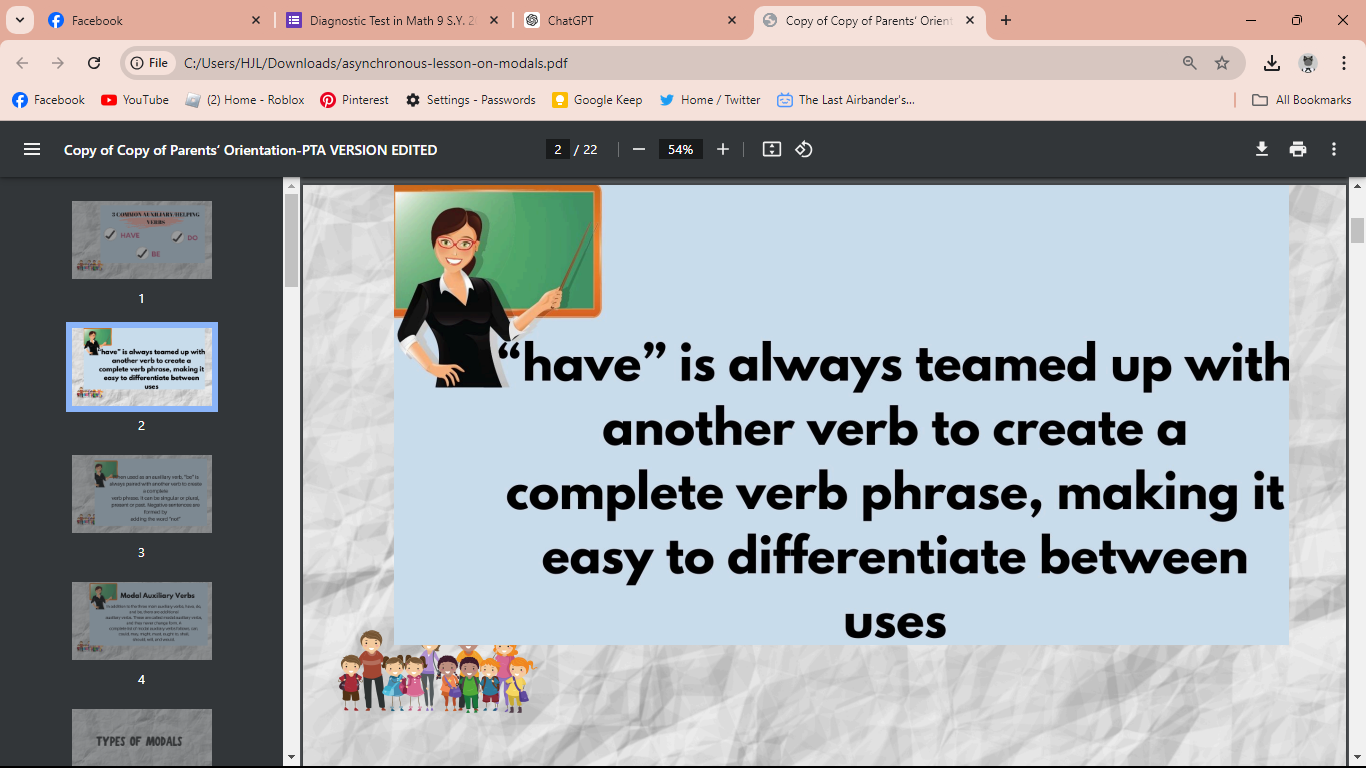 Facebook
Diagnostic Test in Math 9 S.Y. 2
ChatGPT
Copy of Copy of Parents' Orient
File
C:/Users/HJL/Downloads/asynchronous-lesson-on-modals.pdf
Facebook
YouTube
(2) Home - Roblox
Pinterest
Settings - Passwords
Google Keep
Home / Twitter
The Last Airbander's...
All Bookmarks
Copy of Copy of Parents' Orientation-PTA VERSION EDITED
2 / 22
54%
3 COMMON AUXILIARY/HELPING
VERBS
HAVE
DO
BE
1
"have" is always teamed up with
another verb to create a
complete verb phrase, making it
easy to differentiate between
uses
2
when used as an auxiliary verb, "be" is
always paired with another verb to create
a complete
verb phrase. It can be singular or plural,
present or past. Negative sentences are
formed by
adding the word "not"
3
Modal Auxiliary Verbs
4
TYPES OF MODALS
"have" is always teamed up with
another verb to create a
complete verb phrase, making it
easy to differentiate between
uses